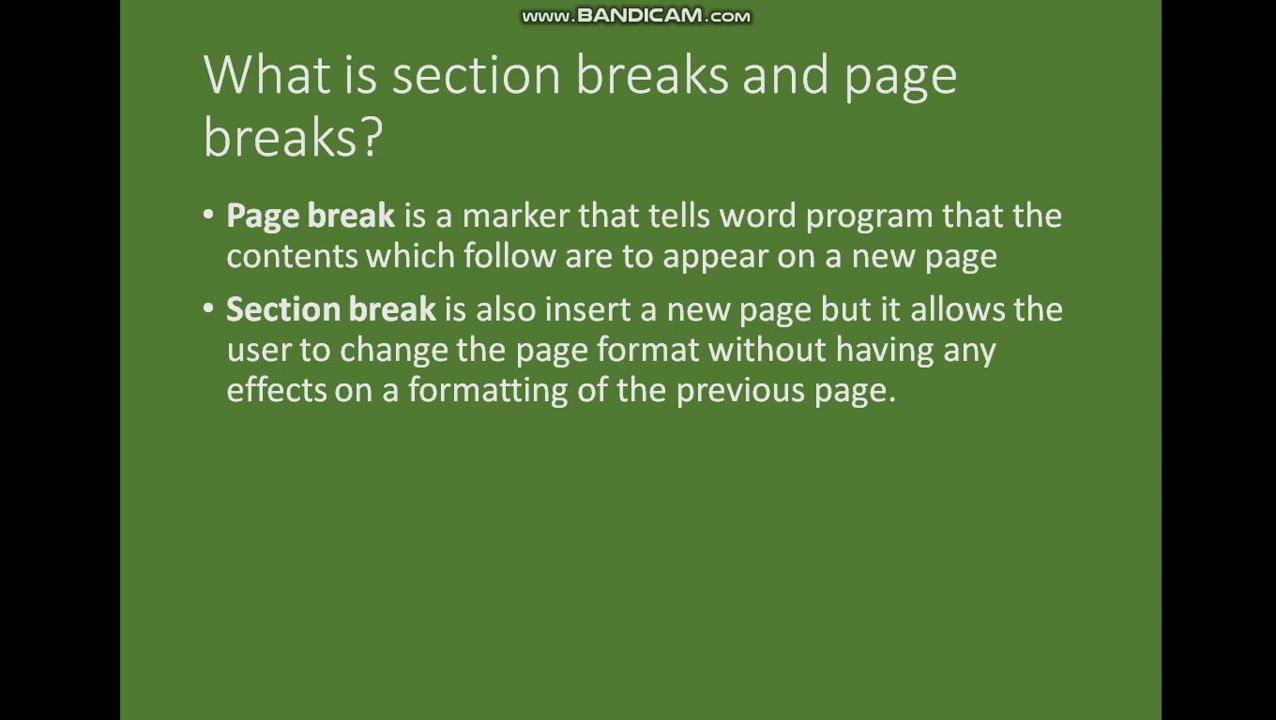 www.BANDICAM.com
What is section breaks and page
breaks?
• Page break is a marker that tells word program that the
contents which follow are to appear on a new page
• Section break is also insert a new page but it allows the
user to change the page format without having any
effects on a formatting of the previous page.